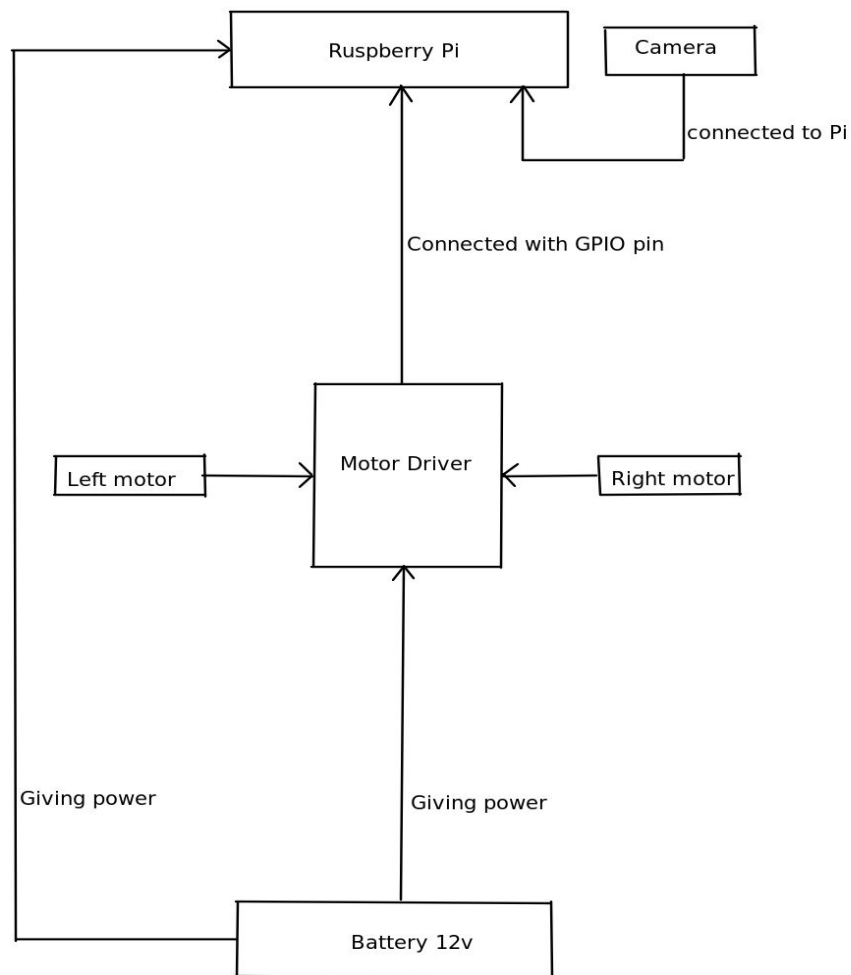 Ruspberry Pi
Camera
connected to Pi
Connected with GPIO pin
Motor Driver
Left motor
Right motor
Giving power
Giving power
Battery 12v